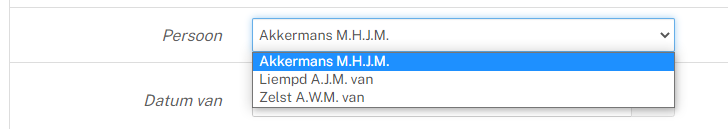 Persoon
Akkermans M.H.J.M.
Akkermans M.H.J.M.
Liempd A.J.M. van
Zelst A.W.M. van
Datum van